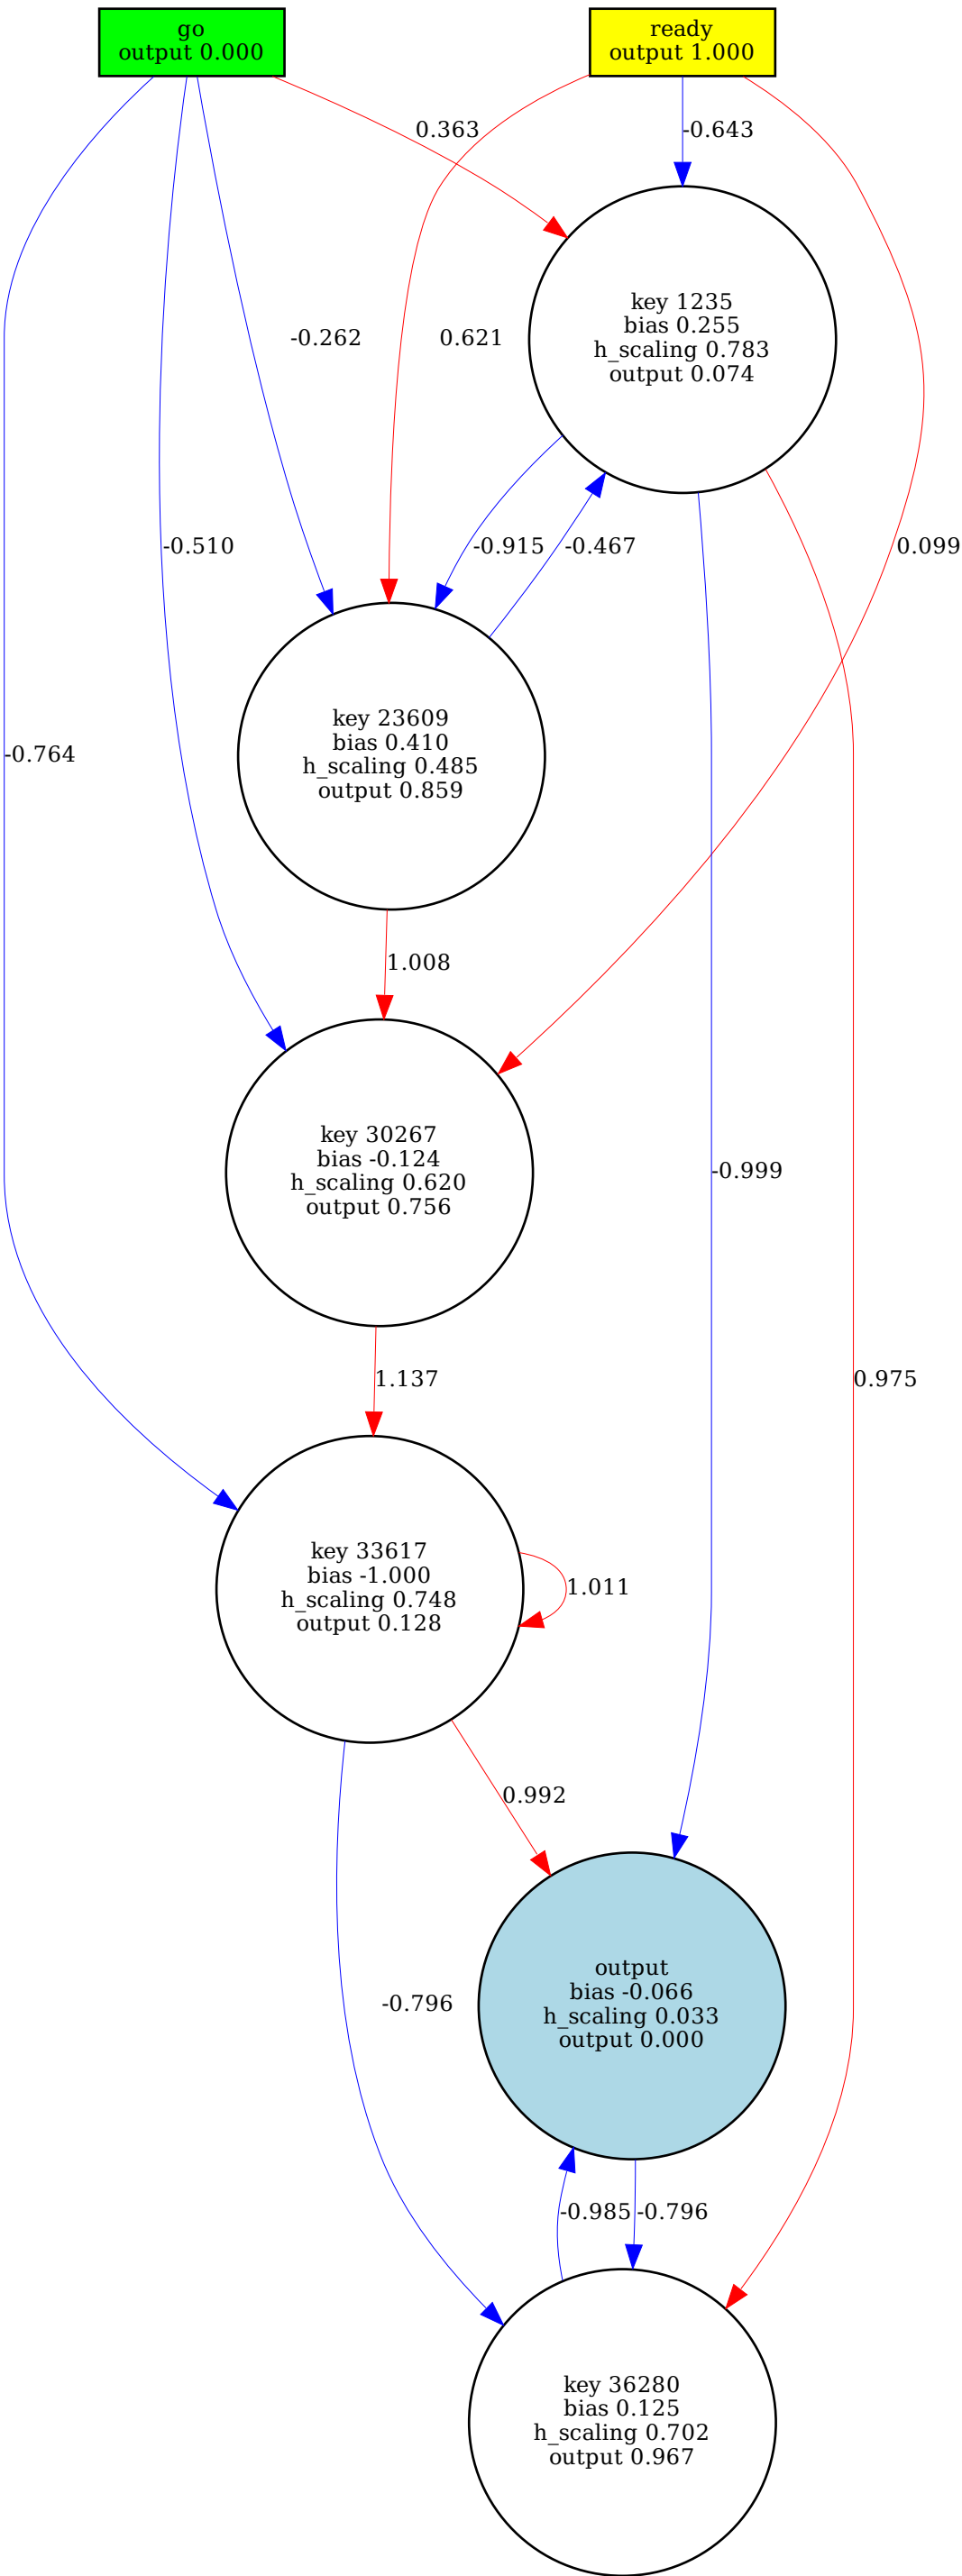 go
output 0.000
ready
output 1.000
0.363
-0.643
key 1235
bias 0.255
h_scaling 0.783
output 0.074
-0.262
0.621
-0.510
-0.915
-0.467
0.099
key 23609
bias 0.410
h_scaling 0.485
output 0.859
-0.764
1.008
key 30267
bias -0.124
h_scaling 0.620
output 0.756
-0.999
1.137
0.975
key 33617
bias -1.000
h_scaling 0.748
output 0.128
1.011
0.992
output
bias -0.066
h_scaling 0.033
output 0.000
-0.796
-0.985
-0.796
key 36280
bias 0.125
h_scaling 0.702
output 0.967